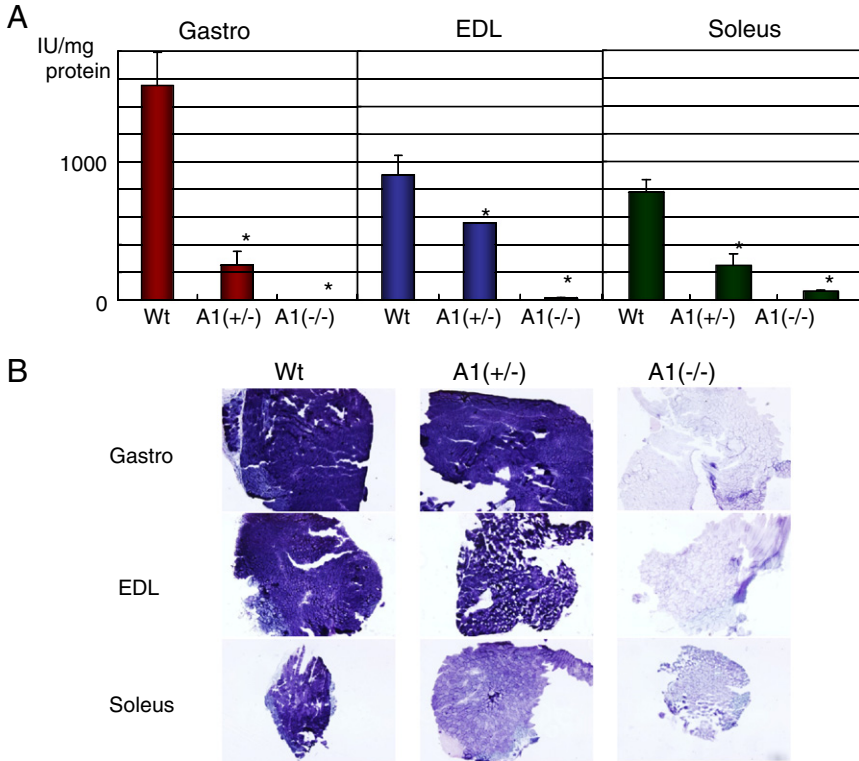 A
Gastro EDL Soleus
IU/mg
protein
1000
0
* * * * * *
Wt A1(+/-) A1(-/-) Wt A1(+/-) A1(-/-) Wt A1(+/-) A1(-/-)
B
Wt A1(+/-) A1(-/-)
Gastro
EDL
Soleus